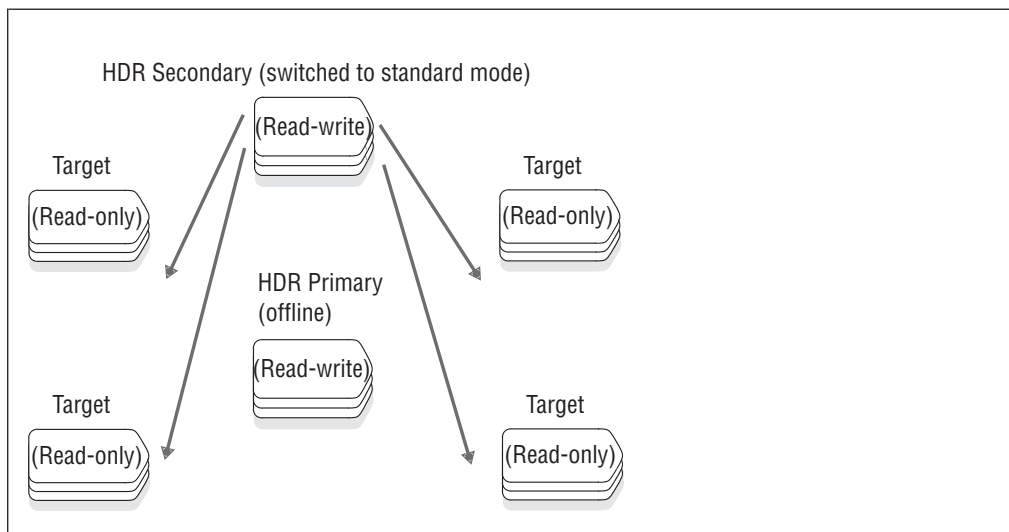 HDR Secondary (switched to standard mode)
(Read-write)
Target
(Read-only)
Target
(Read-only)
HDR Primary
(offline)
(Read-write)
Target
(Read-only)
Target
(Read-only)